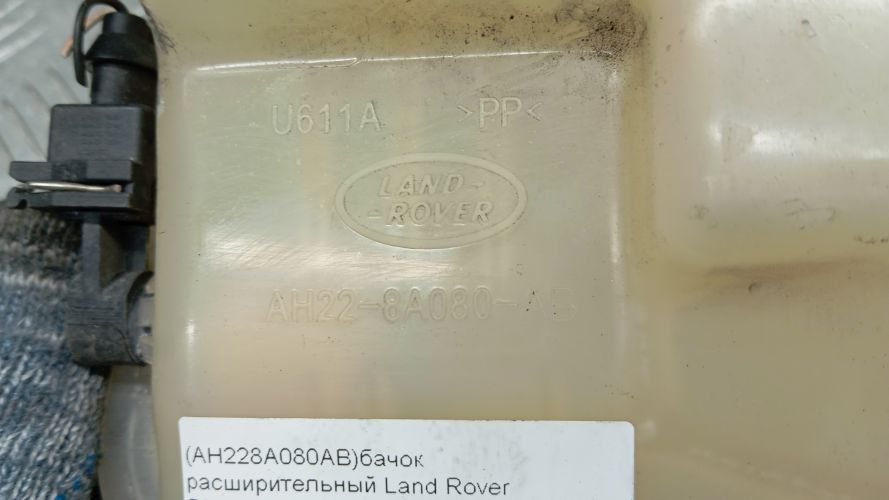 U611A >PP<
LAND-
-ROVER
AH22-8A080-AB
(AH228A080AB)бачок
расширительный Land Rover